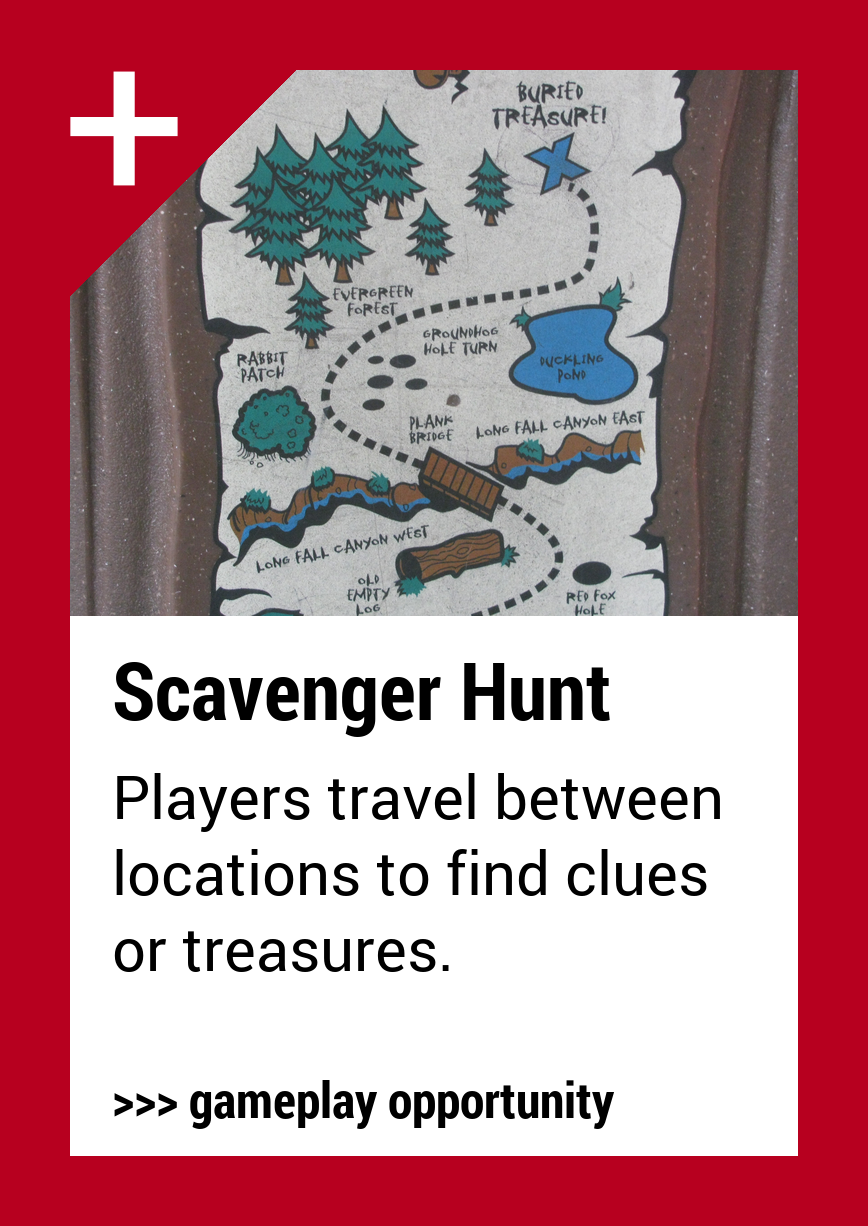 BURIED
TREASURE!
EVERGREEN
FOREST
GROUNDHOG
HOLE TURN
RABBIT
PATCH
DUCKLING
POND
PLANK
BRIDGE
LONG FALL CANYON EAST
LONG FALL CANYON WEST
OLD
EMPTY
LOG
RED FOX
HOLE
Scavenger Hunt
Players travel between
locations to find clues
or treasures.
>>> gameplay opportunity